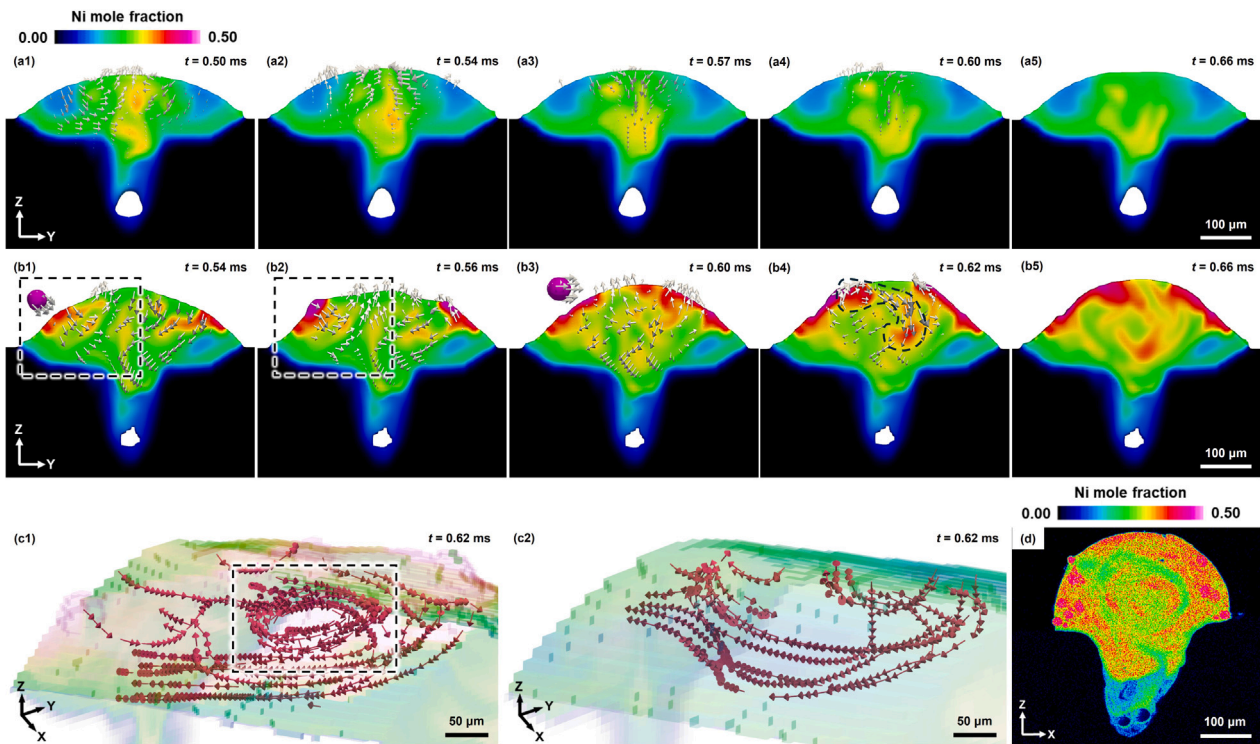 Ni mole fraction
0.00 0.50
(a1) t = 0.50 ms
(a2) t = 0.54 ms
(a3) t = 0.57 ms
(a4) t = 0.60 ms
(a5) t = 0.66 ms
Z
Y
100 µm
(b1) t = 0.54 ms
(b2) t = 0.56 ms
(b3) t = 0.60 ms
(b4) t = 0.62 ms
(b5) t = 0.66 ms
Z
Y
100 µm
(c1) t = 0.62 ms
Z
Y
X
50 µm
(c2) t = 0.62 ms
Z
Y
X
50 µm
Ni mole fraction
0.00 0.50
(d)
Z
X
100 µm